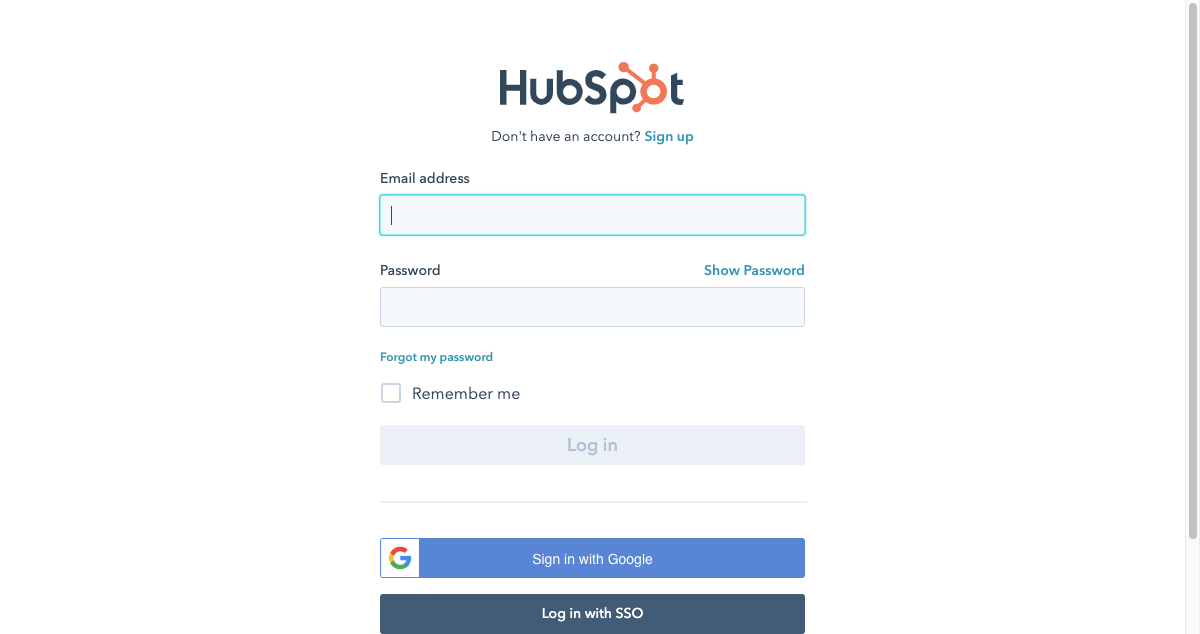 HubSpot
Don't have an account? Sign up
Email address
Password Show Password
Forgot my password
Remember me
Log in
Sign in with Google
Log in with SSO